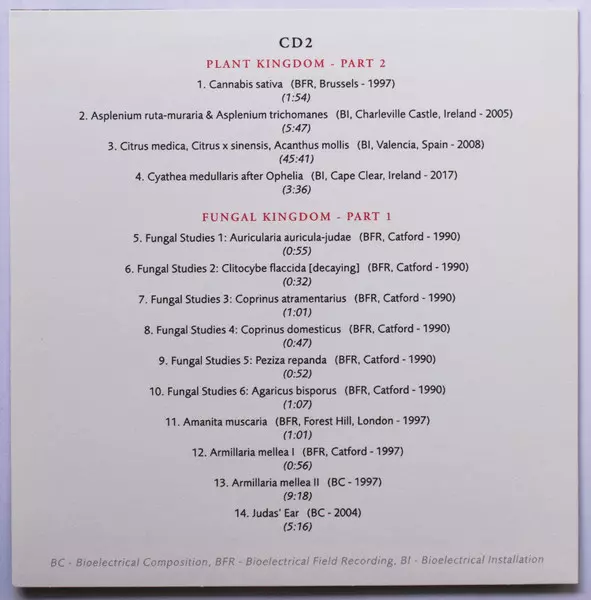 CD2
PLANT KINGDOM - PART 2
1. Cannabis sativa (BFR, Brussels - 1997)
(1:54)
2. Asplenium ruta-muraria & Asplenium trichomanes (BI, Charleville Castle, Ireland - 2005)
(5:47)
3. Citrus medica, Citrus x sinensis, Acanthus mollis (BI, Valencia, Spain - 2008)
(45:41)
4. Cyathea medullaris after Ophelia (BI, Cape Clear, Ireland - 2017)
(3:36)
FUNGAL KINGDOM - PART 1
5. Fungal Studies 1: Auricularia auricula-judae (BFR, Catford - 1990)
(0:55)
6. Fungal Studies 2: Clitocybe flaccida [decaying] (BFR, Catford - 1990)
(0:32)
7. Fungal Studies 3: Coprinus atramentarius (BFR, Catford - 1990)
(1:01)
8. Fungal Studies 4: Coprinus domesticus (BFR, Catford - 1990)
(0:47)
9. Fungal Studies 5: Peziza repanda (BFR, Catford - 1990)
(0:52)
10. Fungal Studies 6: Agaricus bisporus (BFR, Catford - 1990)
(1:07)
11. Amanita muscaria (BFR, Forest Hill, London - 1997)
(1:01)
12. Armillaria mellea I (BFR, Catford - 1997)
(0:56)
13. Armillaria mellea II (BC - 1997)
(9:18)
14. Judas' Ear (BC - 2004)
(5:16)
BC - Bioelectrical Composition, BFR - Bioelectrical Field Recording, BI - Bioelectrical Installation